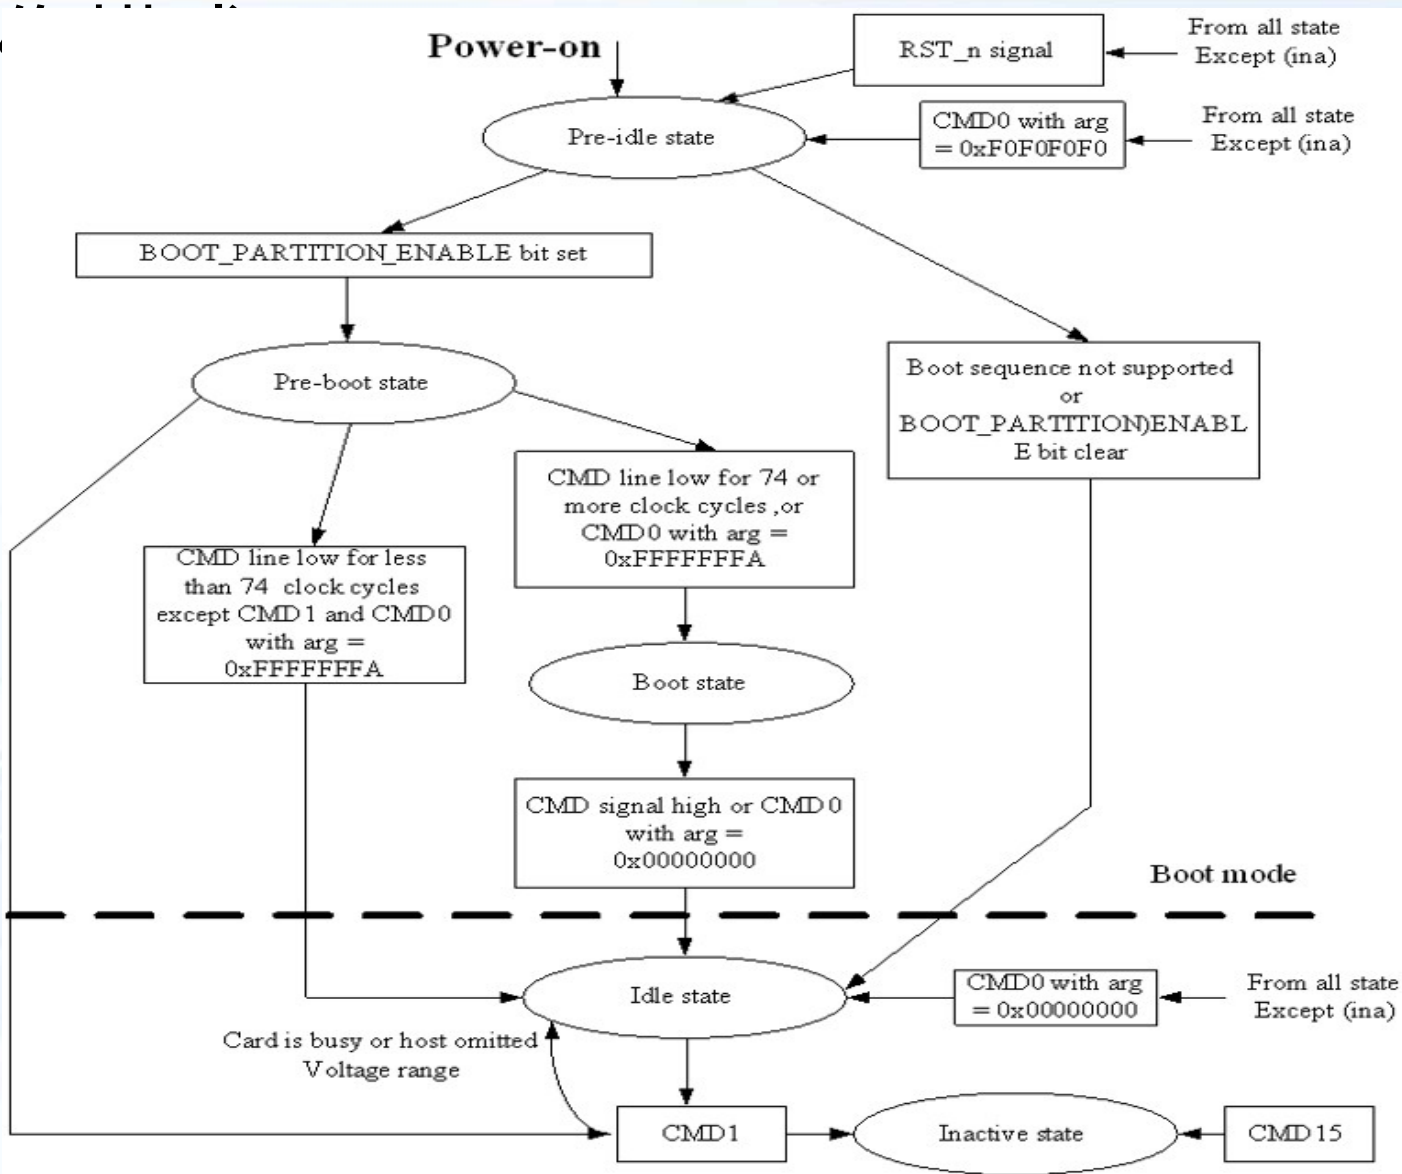 Power-on
RST_n signal
From all state
Except (ina)
Pre-idle state
CMD0 with arg
= 0xF0F0F0F0
From all state
Except (ina)
BOOT_PARTITION_ENABLE bit set
Pre-boot state
Boot sequence not supported
or
BOOT_PARTITION)ENABL
E bit clear
CMD line low for 74 or
more clock cycles ,or
CMD0 with arg =
0xFFFFFFFA
CMD line low for less
than 74 clock cycles
except CMD1 and CMD0
with arg =
0xFFFFFFFA
Boot state
CMD signal high or CMD0
with arg =
0x00000000
Boot mode
Idle state
CMD0 with arg
= 0x00000000
From all state
Except (ina)
Card is busy or host omitted
Voltage range
CMD1
Inactive state
CMD15